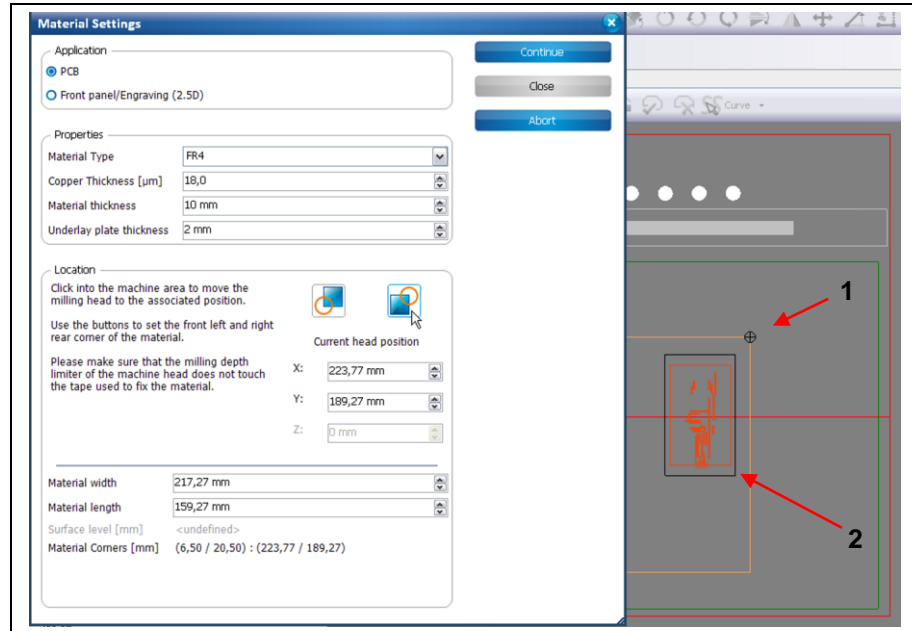 Material Settings
Application
PCB
Front panel/Engraving (2.5D)
Continue
Close
Abort
Curve
Properties
Material Type FR4
Copper Thickness [µm] 18,0
Material thickness 10 mm
Underlay plate thickness 2 mm
Location
Click into the machine area to move the
milling head to the associated position.
Use the buttons to set the front left and right
rear corner of the material.
Please make sure that the milling depth
limiter of the machine head does not touch
the tape used to fix the material.
Current head position
X: 223,77 mm
Y: 189,27 mm
Z: 0 mm
Material width 217,27 mm
Material length 159,27 mm
Surface level [mm] <undefined>
Material Corners [mm] (6,50 / 20,50) : (223,77 / 189,27)
1
2